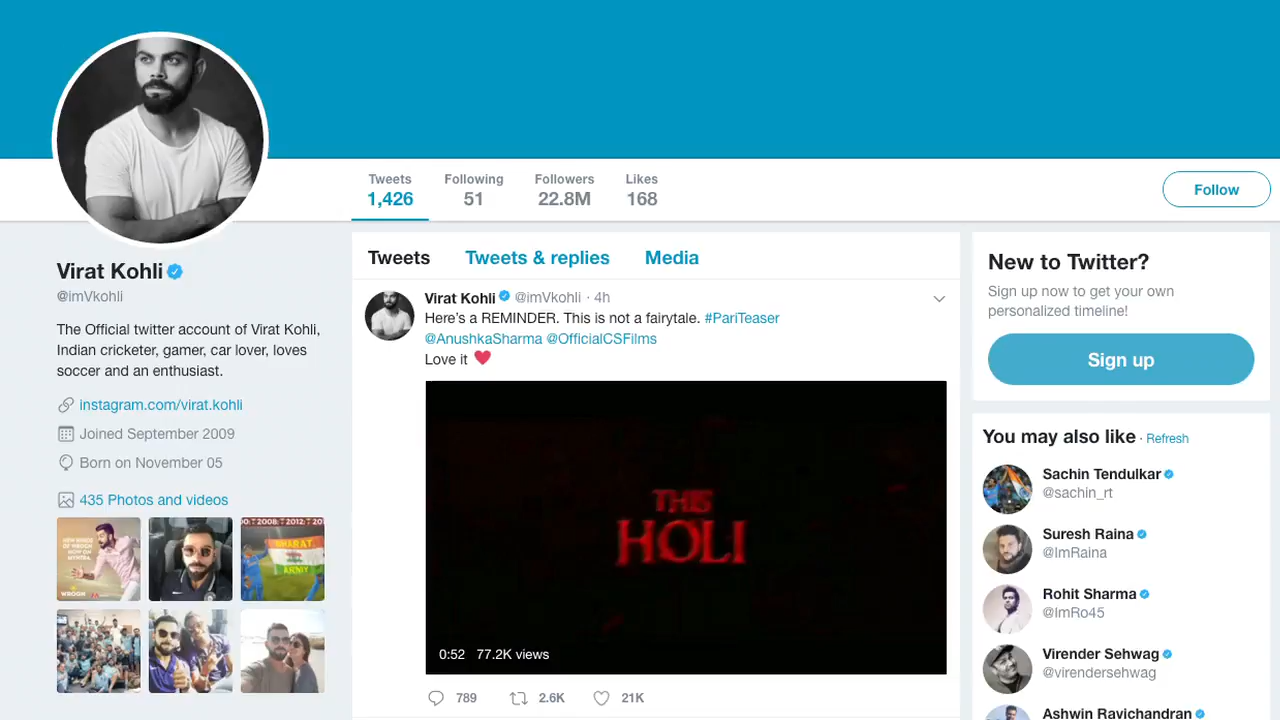 Tweets
1,426
Following
51
Followers
22.8M
Likes
168
Follow
Virat Kohli
@imVkohli
The Official twitter account of Virat Kohli,
Indian cricketer, gamer, car lover, loves
soccer and an enthusiast.
instagram.com/virat.kohli
Joined September 2009
Born on November 05
435 Photos and videos
BHARAT
ARMY
WROGN
Tweets
Tweets & replies
Media
Virat Kohli @imVkohli · 4h
Here's a REMINDER. This is not a fairytale. #PariTeaser
@AnushkaSharma @OfficialCSFilms
Love it
THIS
HOLI
0:52 77.2K views
789
2.6K
21K
New to Twitter?
Sign up now to get your own
personalized timeline!
Sign up
You may also like · Refresh
Sachin Tendulkar
@sachin_rt
Suresh Raina
@ImRaina
Rohit Sharma
@ImRo45
Virender Sehwag
@virendersehwag
Ashwin Ravichandran